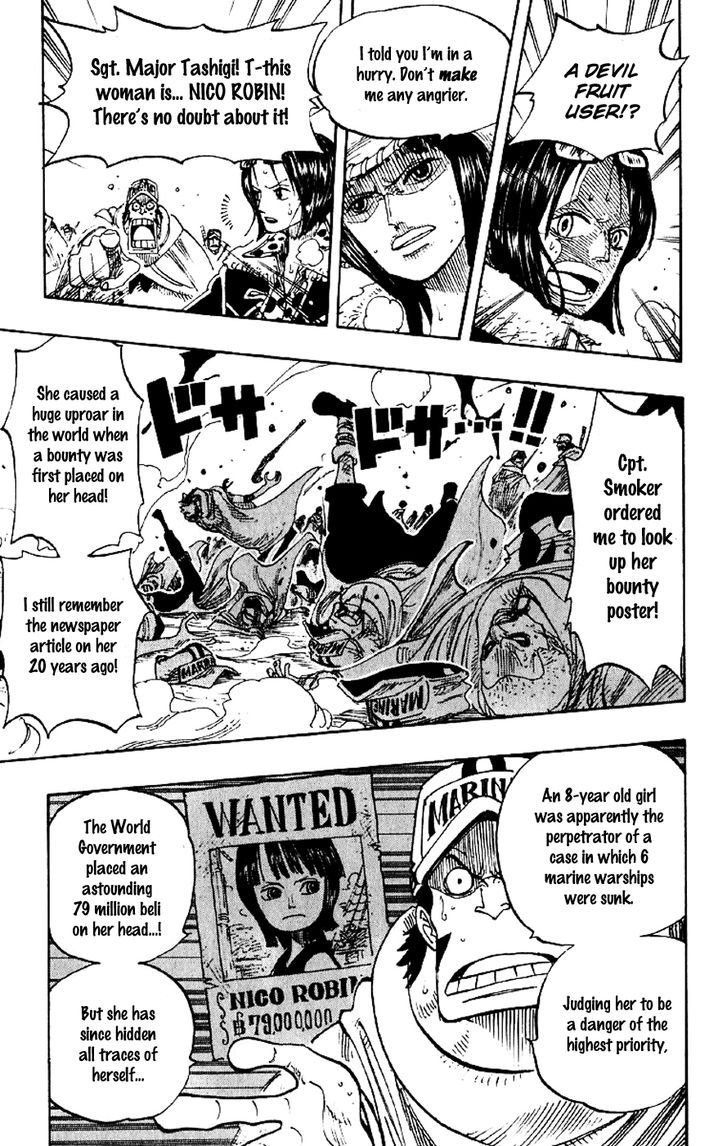 A DEVIL
FRUIT
USER!?
I told you I'm in a
hurry. Don't make
me any angrier.
Sgt. Major Tashigi! T-this
woman is... NICO ROBIN!
There's no doubt about it!
Cpt.
Smoker
ordered
me to look
up her
bounty
poster!
ドサ...!!
ドサ
MARINE
MARINE
She caused a
huge uproar in
the world when
a bounty was
first placed on
her head!
I still remember
the newspaper
article on her
20 years ago!
An 8-year old girl
was apparently the
perpetrator of a
case in which 6
marine warships
were sunk.
Judging her to be
a danger of the
highest priority,
MARIN
WANTED
NICO ROBIN
฿79,000,000
The World
Government
placed an
astounding
79 million beli
on her head...!
But she has
since hidden
all traces of
herself...